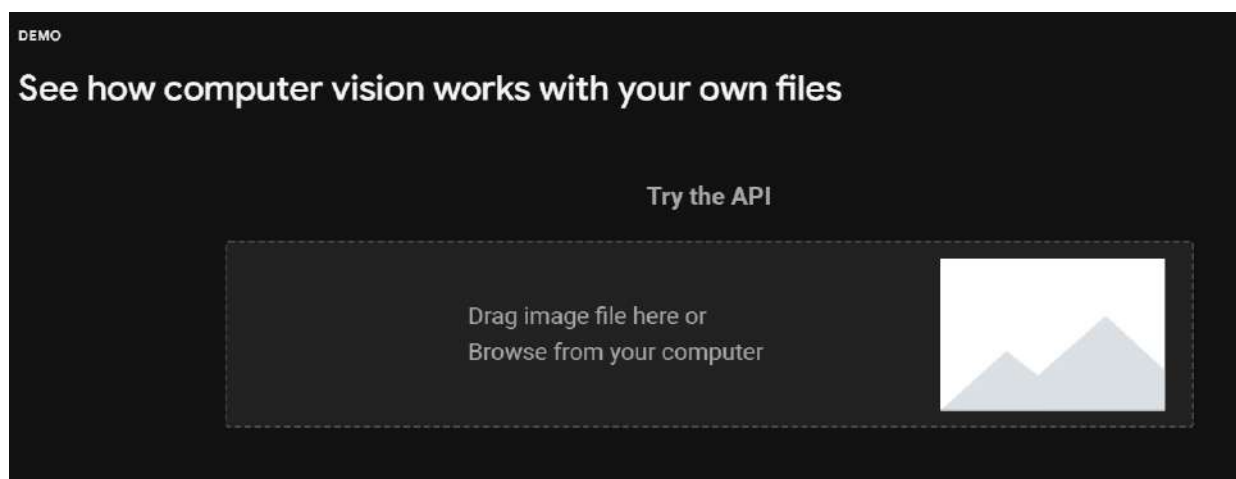 DEMO
See how computer vision works with your own files
Try the API
Drag image file here or
Browse from your computer